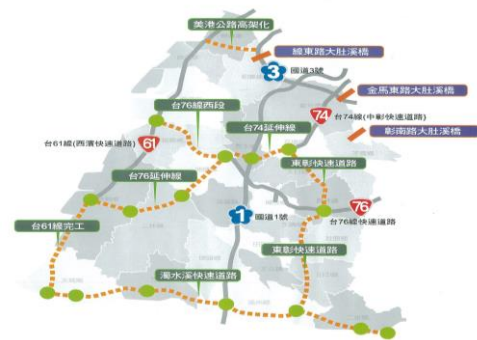 美港公路高架化
線東路大肚溪橋
3
國道3號
金馬東路大肚溪橋
台76線西段
74
台74線(中彰快速道路)
台74延伸線
彰南路大肚溪橋
61
台61線(西濱快速道路)
東彰快速道路
台76延伸線
76
台76線快速道路
1
國道1號
台61線完工
東彰快速道路
濁水溪快速道路